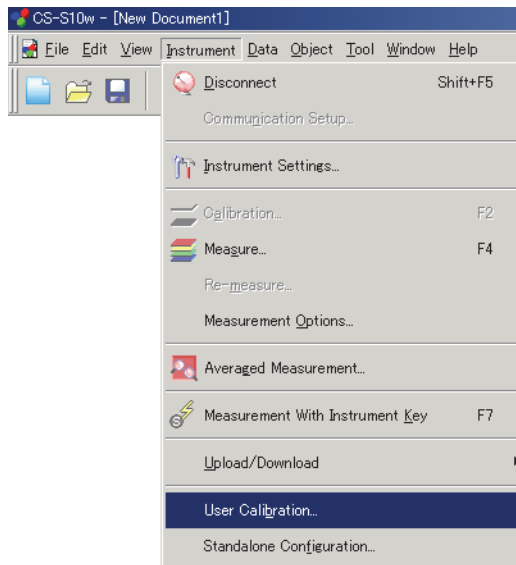 CS-S10w - [New Document1]
File Edit View Instrument Data Object Tool Window Help
Disconnect Shift+F5
Communication Setup...
Instrument Settings...
Calibration... F2
Measure... F4
Re-measure...
Measurement Options...
Averaged Measurement...
Measurement With Instrument Key F7
Upload/Download
User Calibration...
Standalone Configuration...